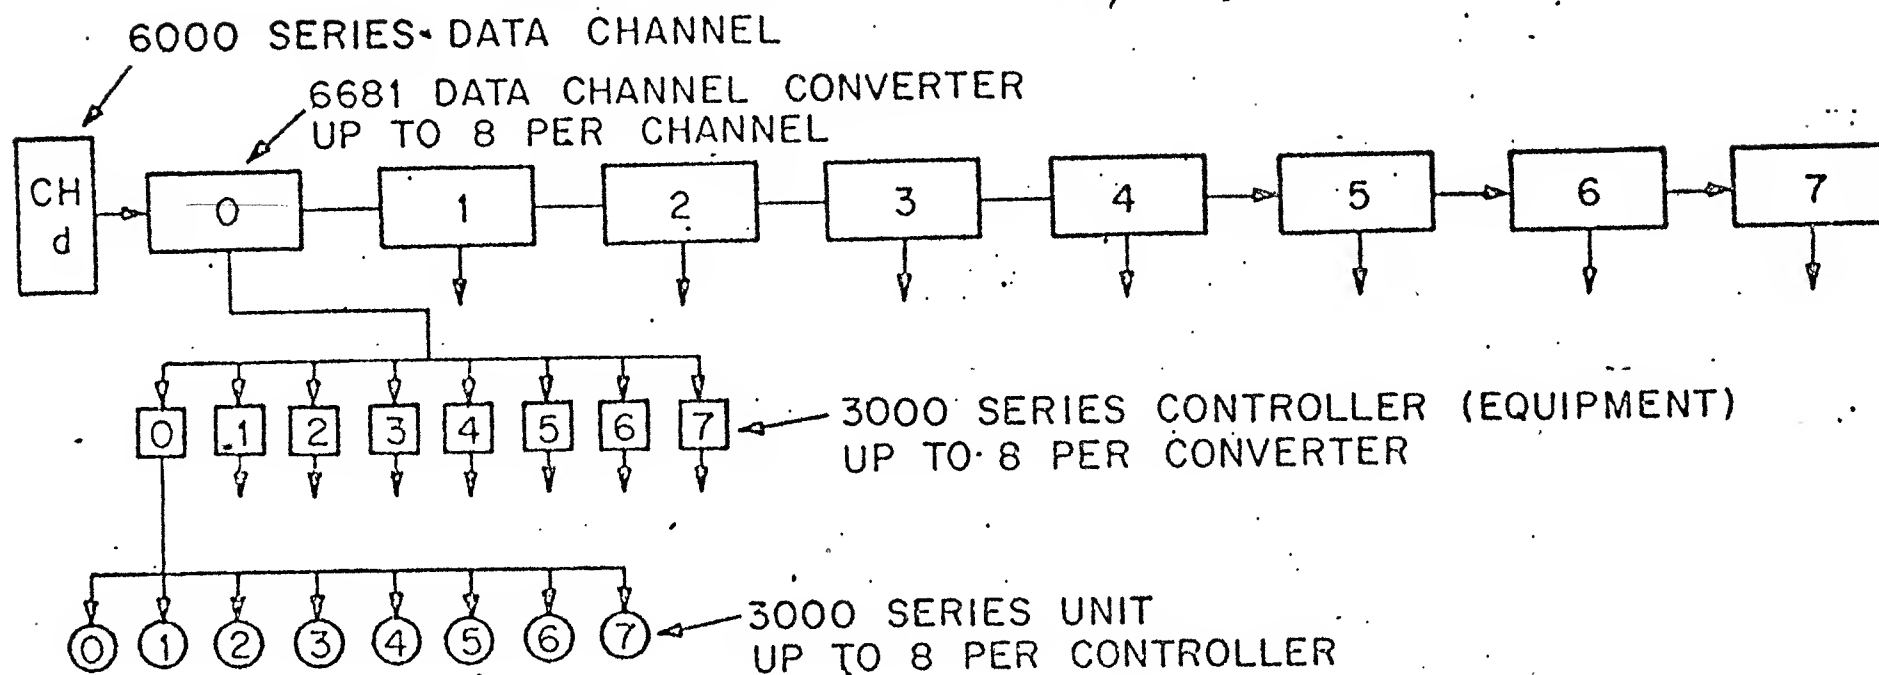 6000 SERIES DATA CHANNEL
6681 DATA CHANNEL CONVERTER
UP TO 8 PER CHANNEL
CH
d
0 1 2 3 4 5 6 7
0 1 2 3 4 5 6 7
3000 SERIES CONTROLLER (EQUIPMENT)
UP TO 8 PER CONVERTER
0 1 2 3 4 5 6 7
3000 SERIES UNIT
UP TO 8 PER CONTROLLER